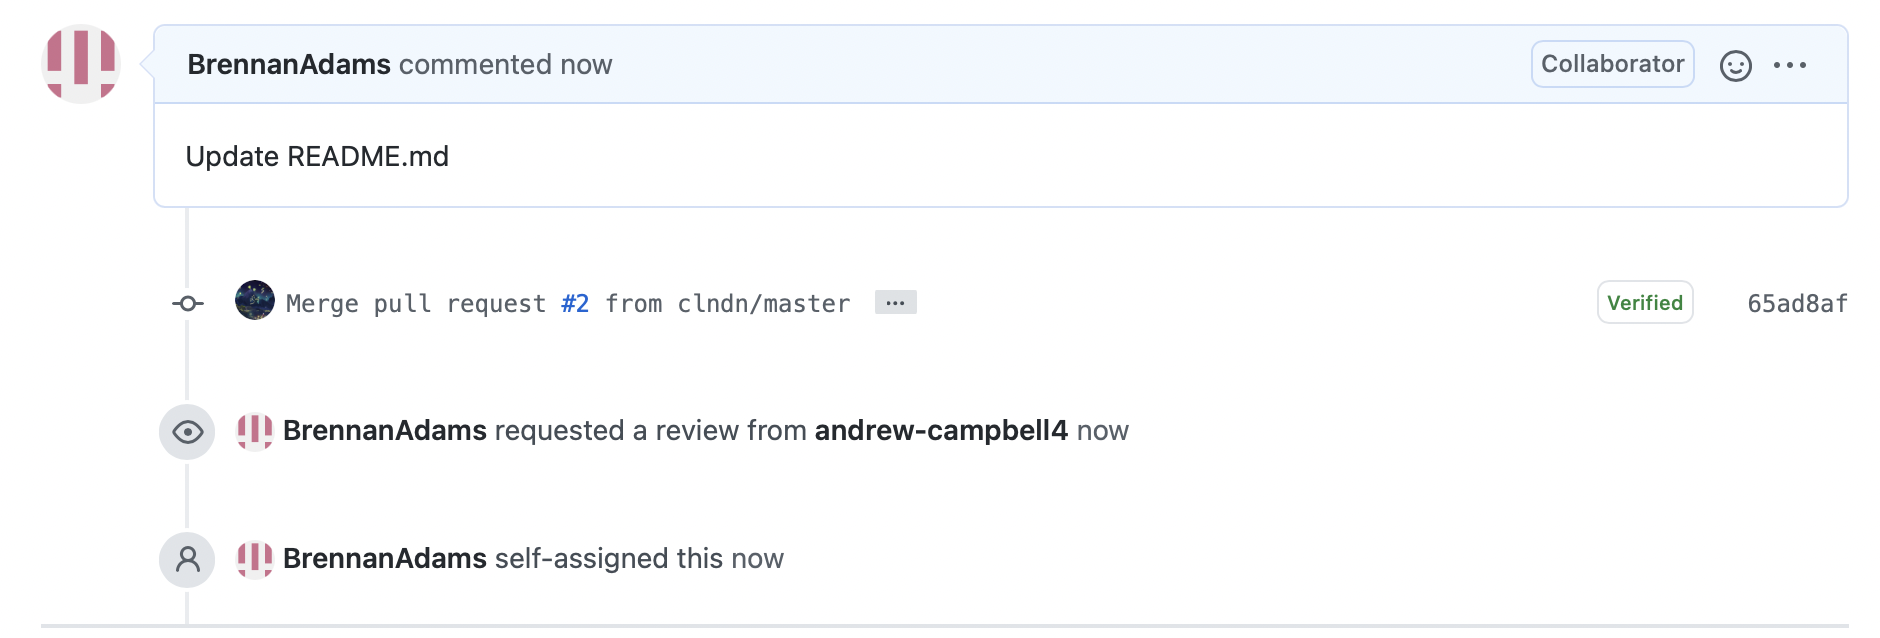 BrennanAdams commented now
Collaborator
Update README.md
Merge pull request #2 from clndn/master
Verified
65ad8af
BrennanAdams requested a review from andrew-campbell4 now
BrennanAdams self-assigned this now